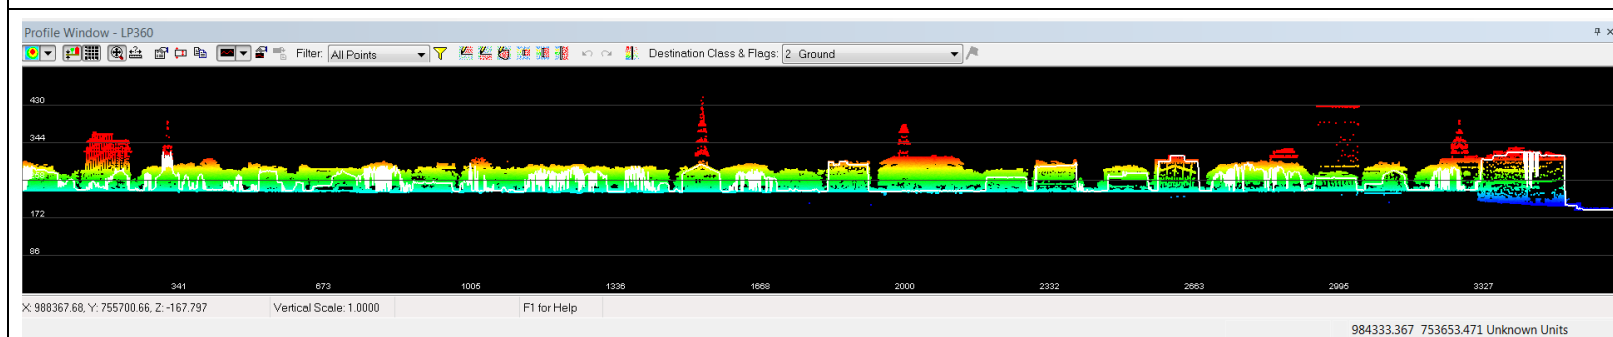 Profile Window - LP360
Filter: All Points Destination Class & Flags: 2 Ground
430
344
172
86
341 673 1005 1336 1668 2000 2332 2663 2995 3327
X: 988367.68, Y: 755700.66, Z: -167.797 Vertical Scale: 1.0000 F1 for Help
984333.367 753653.471 Unknown Units